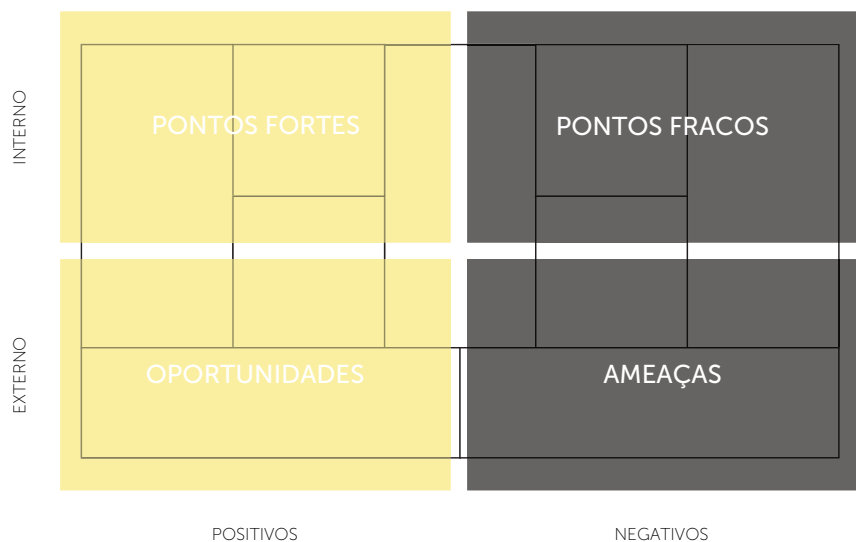 INTERNO
PONTOS FORTES
PONTOS FRACOS
EXTERNO
OPORTUNIDADES
AMEAÇAS
POSITIVOS
NEGATIVOS